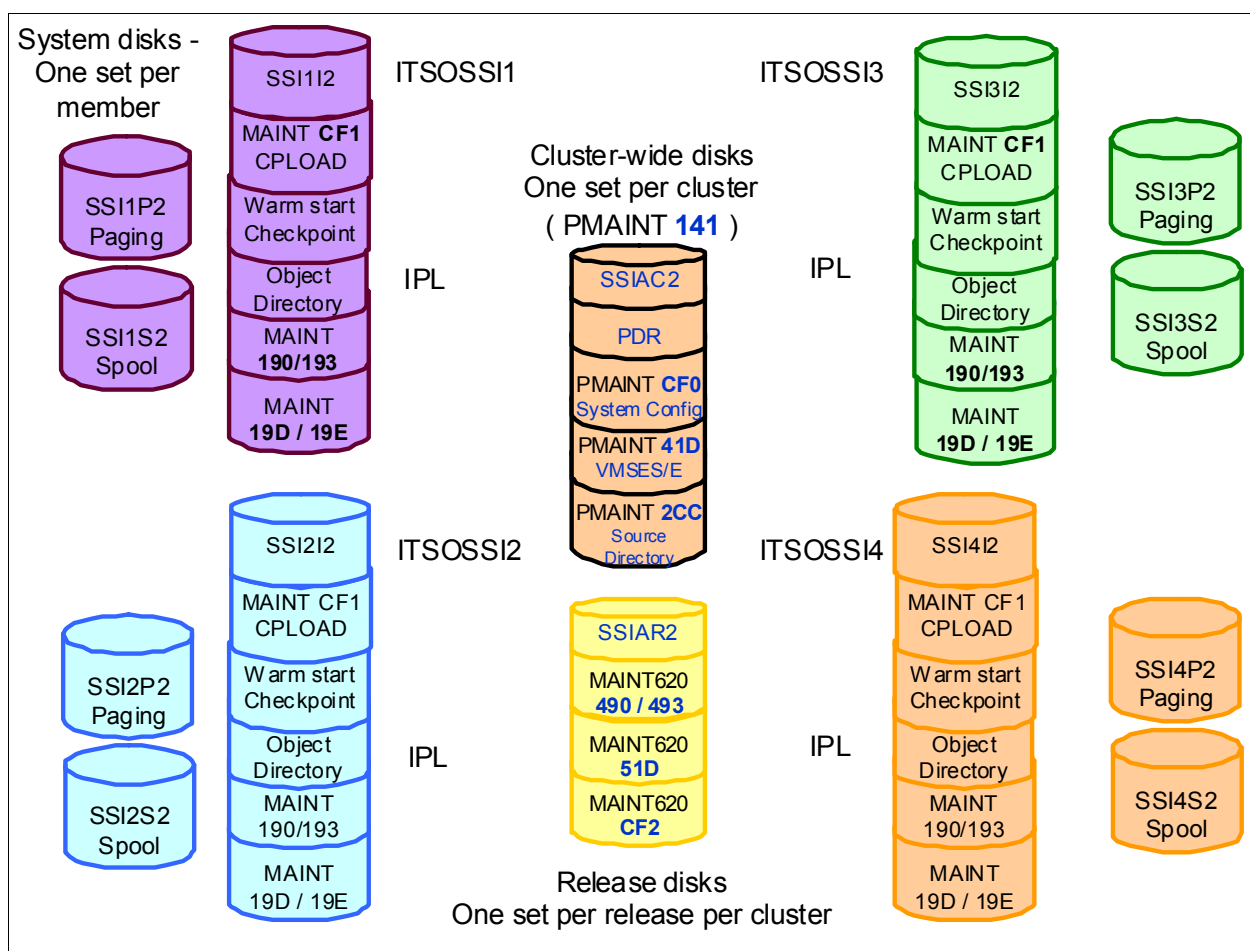 System disks -
One set per
member
SSI1P2
Paging
SSI1S2
Spool
SSI1I2
MAINT CF1
CPLOAD
Warm start
Checkpoint
Object
Directory
MAINT
190/193
MAINT
19D / 19E
ITSOSSI1
IPL
Cluster-wide disks
One set per cluster
( PMAINT 141 )
SSIAC2
PDR
PMAINT CF0
System Config
PMAINT 41D
VMSES/E
PMAINT 2CC
Source
Directory
ITSOSSI3
IPL
SSI3I2
MAINT CF1
CPLOAD
Warm start
Checkpoint
Object
Directory
MAINT
190/193
MAINT
19D / 19E
SSI3P2
Paging
SSI3S2
Spool
SSI2P2
Paging
SSI2S2
Spool
SSI2I2
MAINT CF1
CPLOAD
Warm start
Checkpoint
Object
Directory
MAINT
190/193
MAINT
19D / 19E
ITSOSSI2
IPL
SSIAR2
MAINT620
490 / 493
MAINT620
51D
MAINT620
CF2
Release disks
One set per release per cluster
ITSOSSI4
IPL
SSI4I2
MAINT CF1
CPLOAD
Warm start
Checkpoint
Object
Directory
MAINT
190/193
MAINT
19D / 19E
SSI4P2
Paging
SSI4S2
Spool